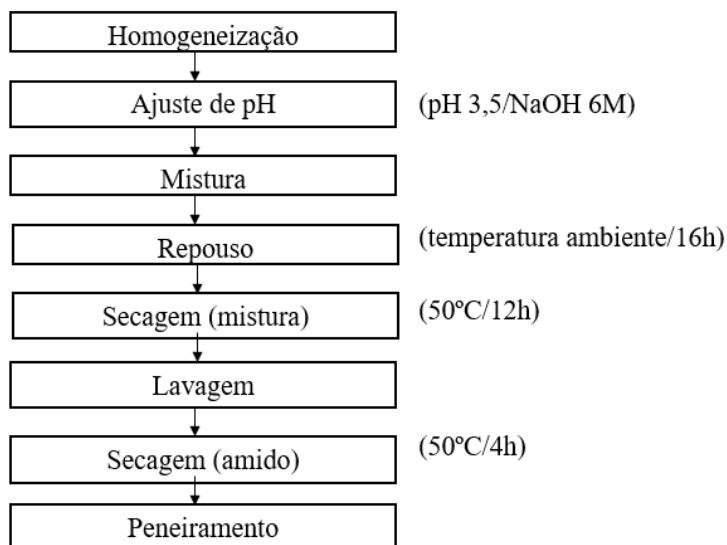 Homogeneização
Ajuste de pH (pH 3,5/NaOH 6M)
Mistura
Repouso (temperatura ambiente/16h)
Secagem (mistura) (50ºC/12h)
Lavagem
Secagem (amido) (50ºC/4h)
Peneiramento